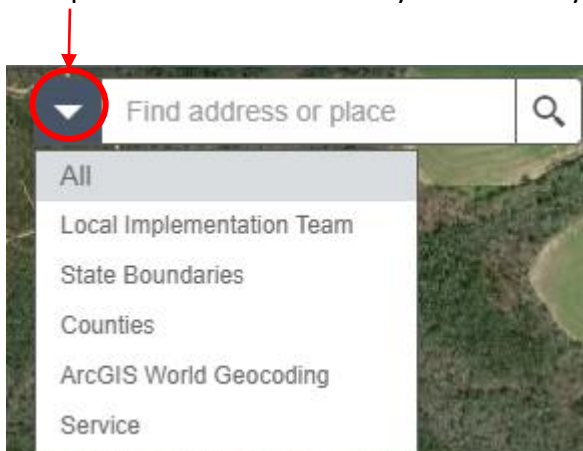 Find address or place
All
Local Implementation Team
State Boundaries
Counties
ArcGIS World Geocoding
Service